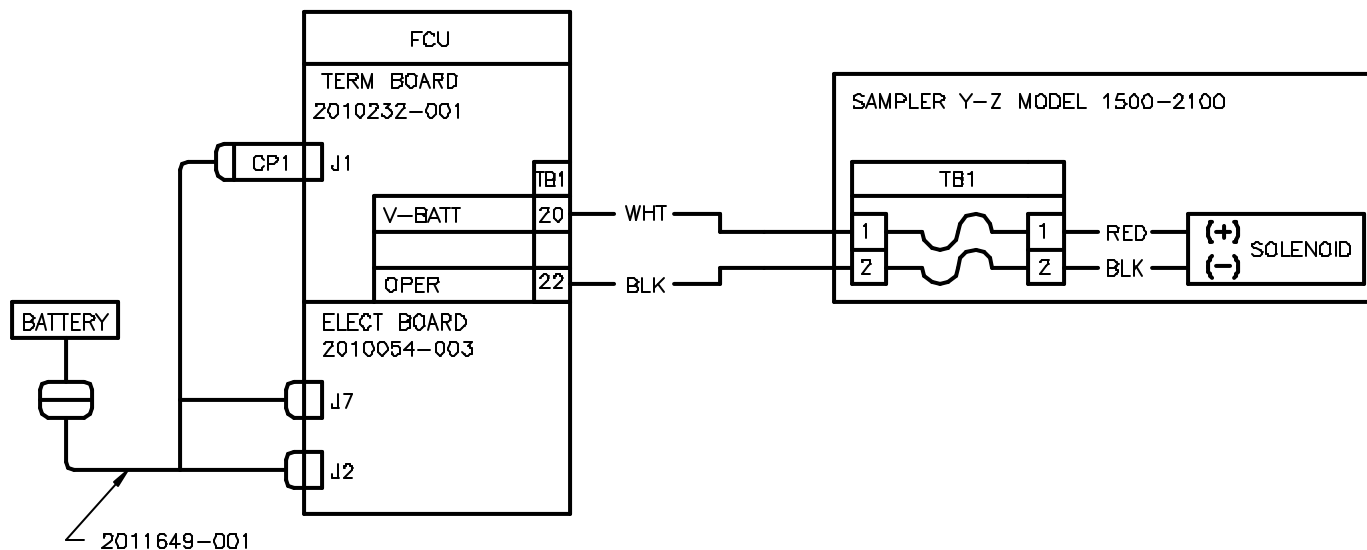 FCU
TERM BOARD
2010232-001
CP1
J1
TB1
V-BATT
20
OPER
22
WHT
BLK
ELECT BOARD
2010054-003
J7
J2
BATTERY
2011649-001
SAMPLER Y-Z MODEL 1500-2100
TB1
1
2
1
2
RED
BLK
(+)
(-)
SOLENOID